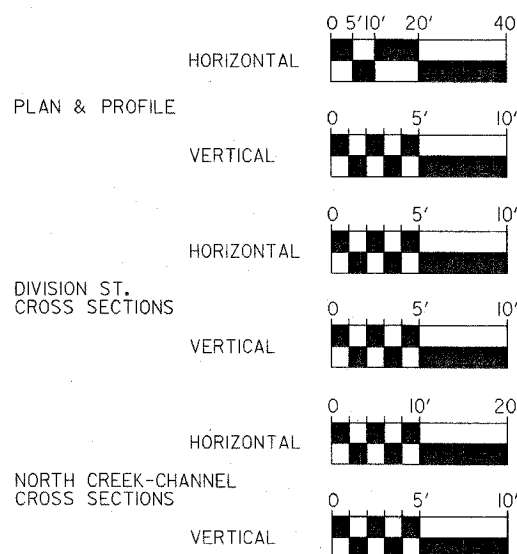 0 5'10' 20' 40
HORIZONTAL
PLAN & PROFILE
0 5' 10'
VERTICAL
0 5' 10'
HORIZONTAL
DIVISION ST.
CROSS SECTIONS
0 5' 10'
VERTICAL
0 10' 20
HORIZONTAL
NORTH CREEK-CHANNEL
CROSS SECTIONS
0 5' 10'
VERTICAL